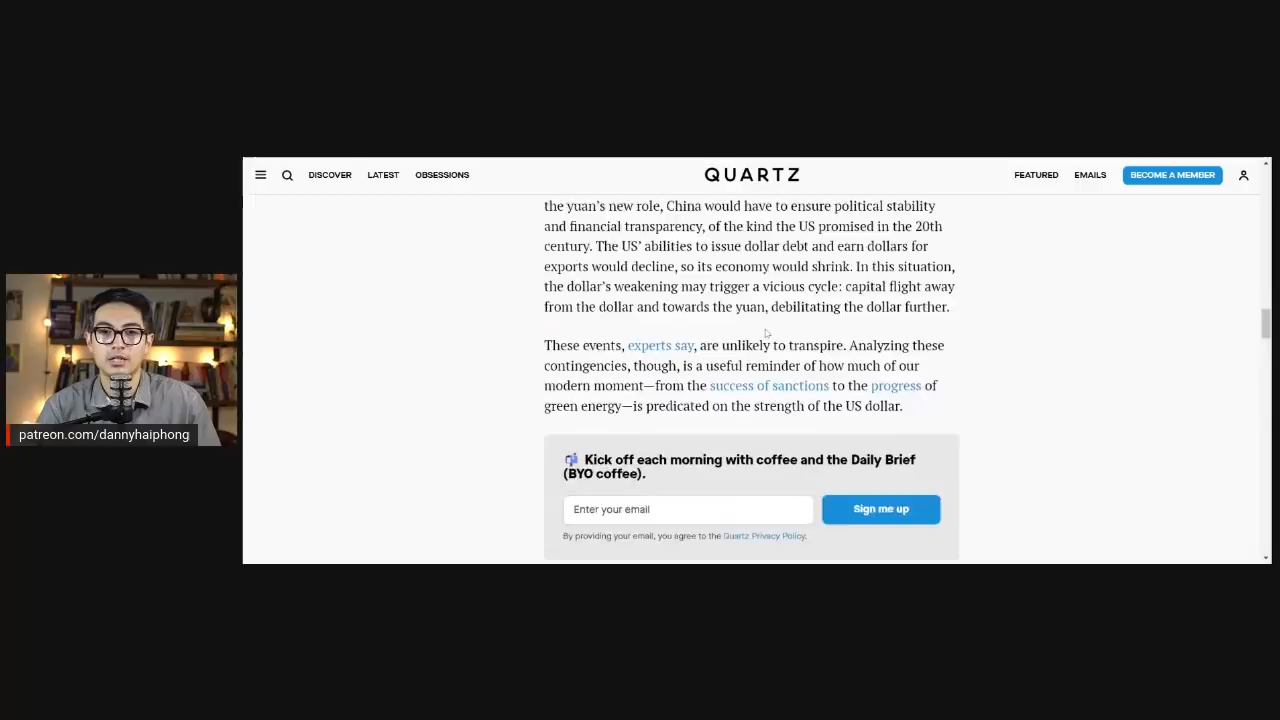 DISCOVER LATEST OBSESSIONS QUARTZ FEATURED EMAILS BECOME A MEMBER
the yuan's new role, China would have to ensure political stability
and financial transparency, of the kind the US promised in the 20th
century. The US' abilities to issue dollar debt and earn dollars for
exports would decline, so its economy would shrink. In this situation,
the dollar's weakening may trigger a vicious cycle: capital flight away
from the dollar and towards the yuan, debilitating the dollar further.
These events, experts say, are unlikely to transpire. Analyzing these
contingencies, though, is a useful reminder of how much of our
modern moment—from the success of sanctions to the progress of
green energy—is predicated on the strength of the US dollar.
📬 Kick off each morning with coffee and the Daily Brief
(BYO coffee).
Enter your email Sign me up
By providing your email, you agree to the Quartz Privacy Policy.
patreon.com/dannyhaiphong